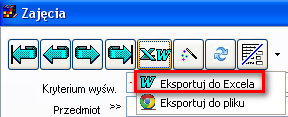 Zajęcia
Kryterium wyśw.
Eksportuj do Excela
Przedmiot >>
Eksportuj do pliku